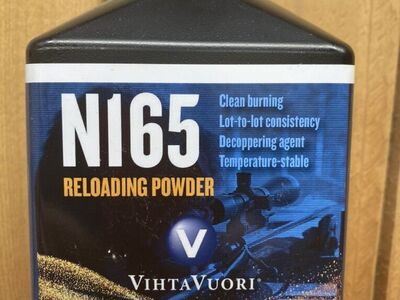 N165
Clean burning
Lot-to-lot consistency
Decoppering agent
Temperature-stable
RELOADING POWDER
V
VIHTAVUORI®